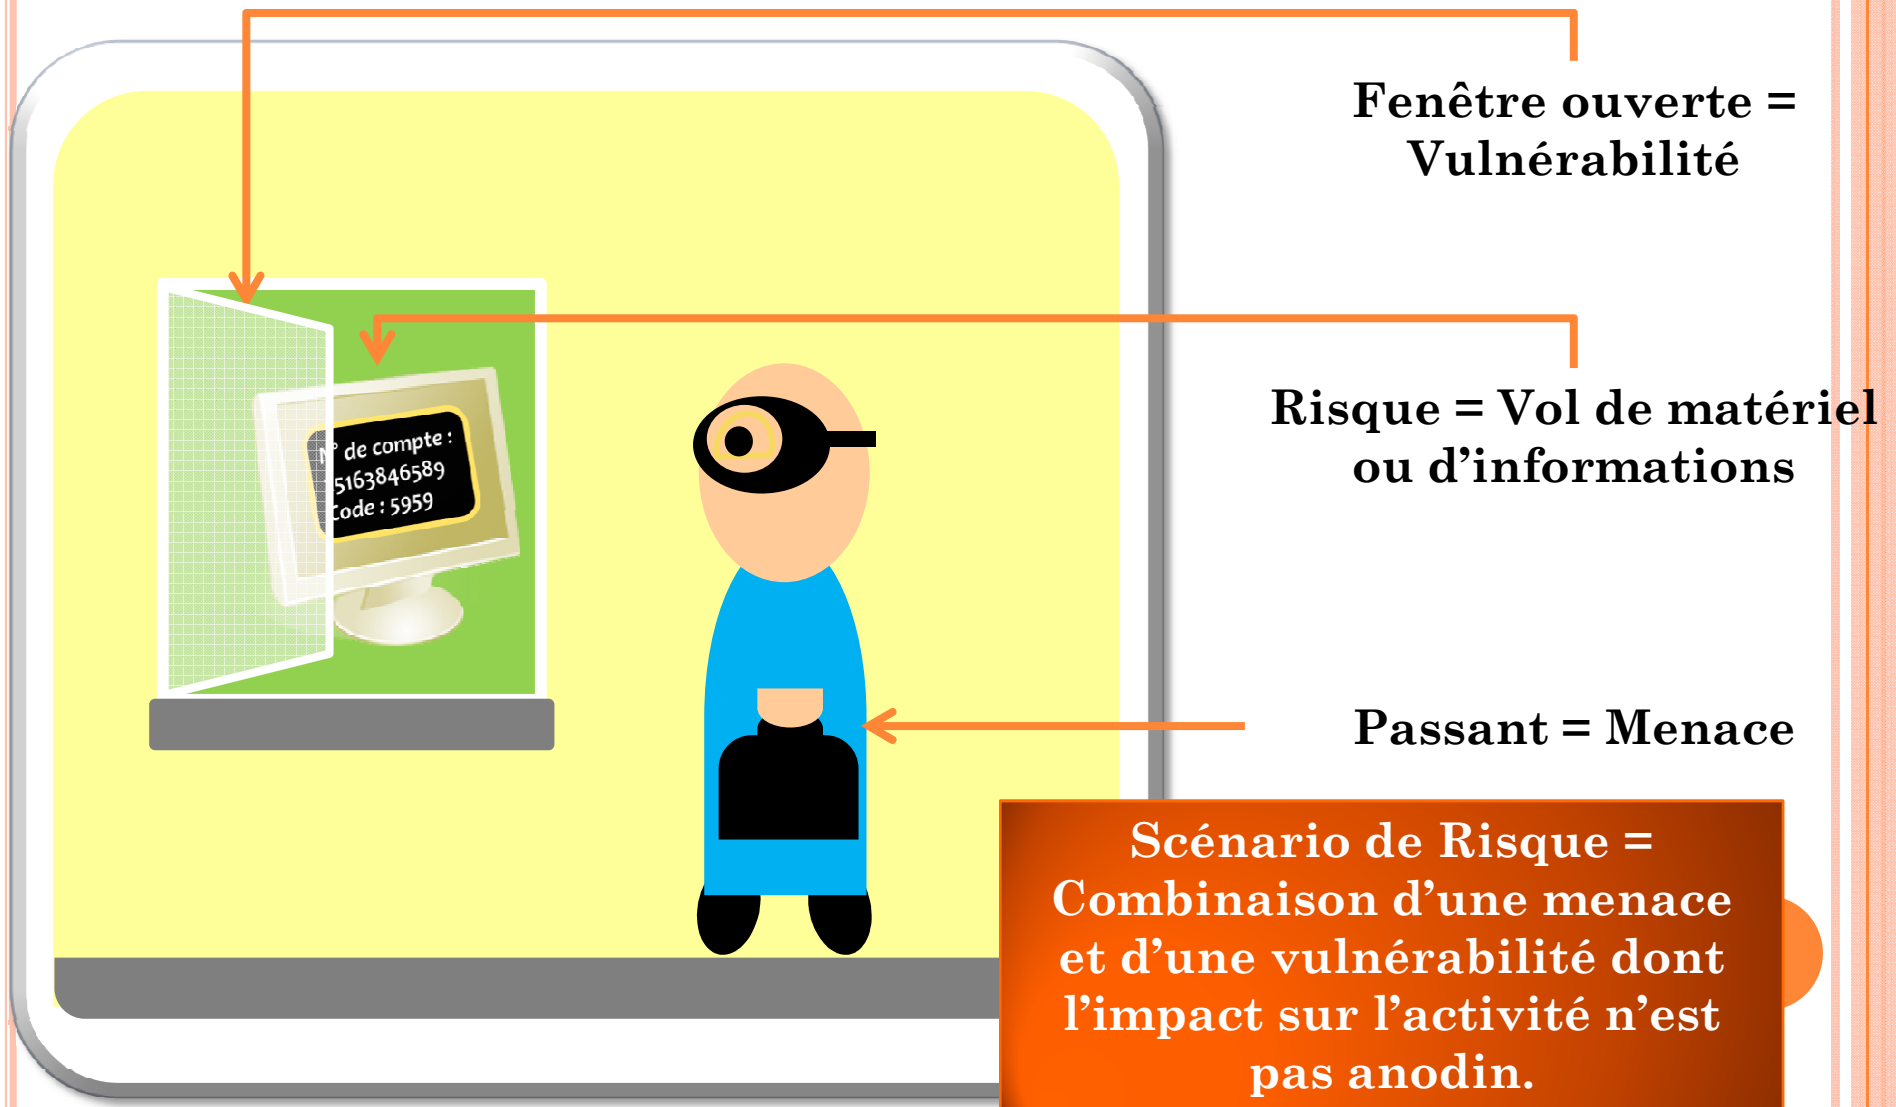 Fenêtre ouverte =
Vulnérabilité
N° de compte :
5163846589
Code : 5959
Risque = Vol de matériel
ou d’informations
Passant = Menace
Scénario de Risque =
Combinaison d’une menace
et d’une vulnérabilité dont
l’impact sur l’activité n’est
pas anodin.